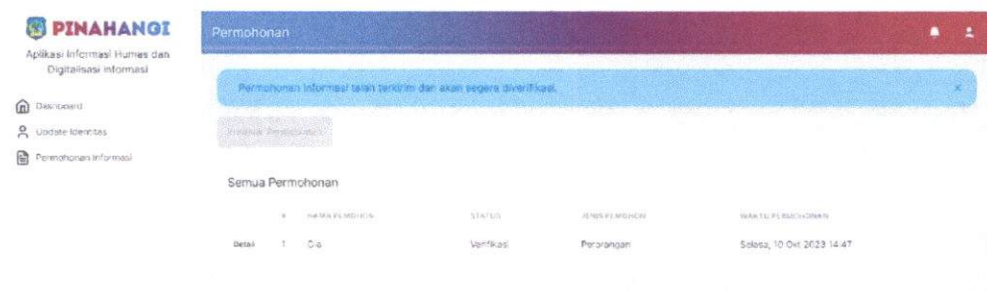 PINAHANGI
Aplikasi Informasi Humas dan
Digitalisasi Informasi
Dashboard
Update Identitas
Permohonan Informasi
Permohonan
Permohonan Informasi telah terkirim dan akan segera diverifikasi.
×
Semua Permohonan
# NAMA PEMOHON STATUS JENIS PEMOHON WAKTU PERMOHONAN
Detail 1 Verifikasi Perorangan Selasa, 10 Okt 2023 14:47